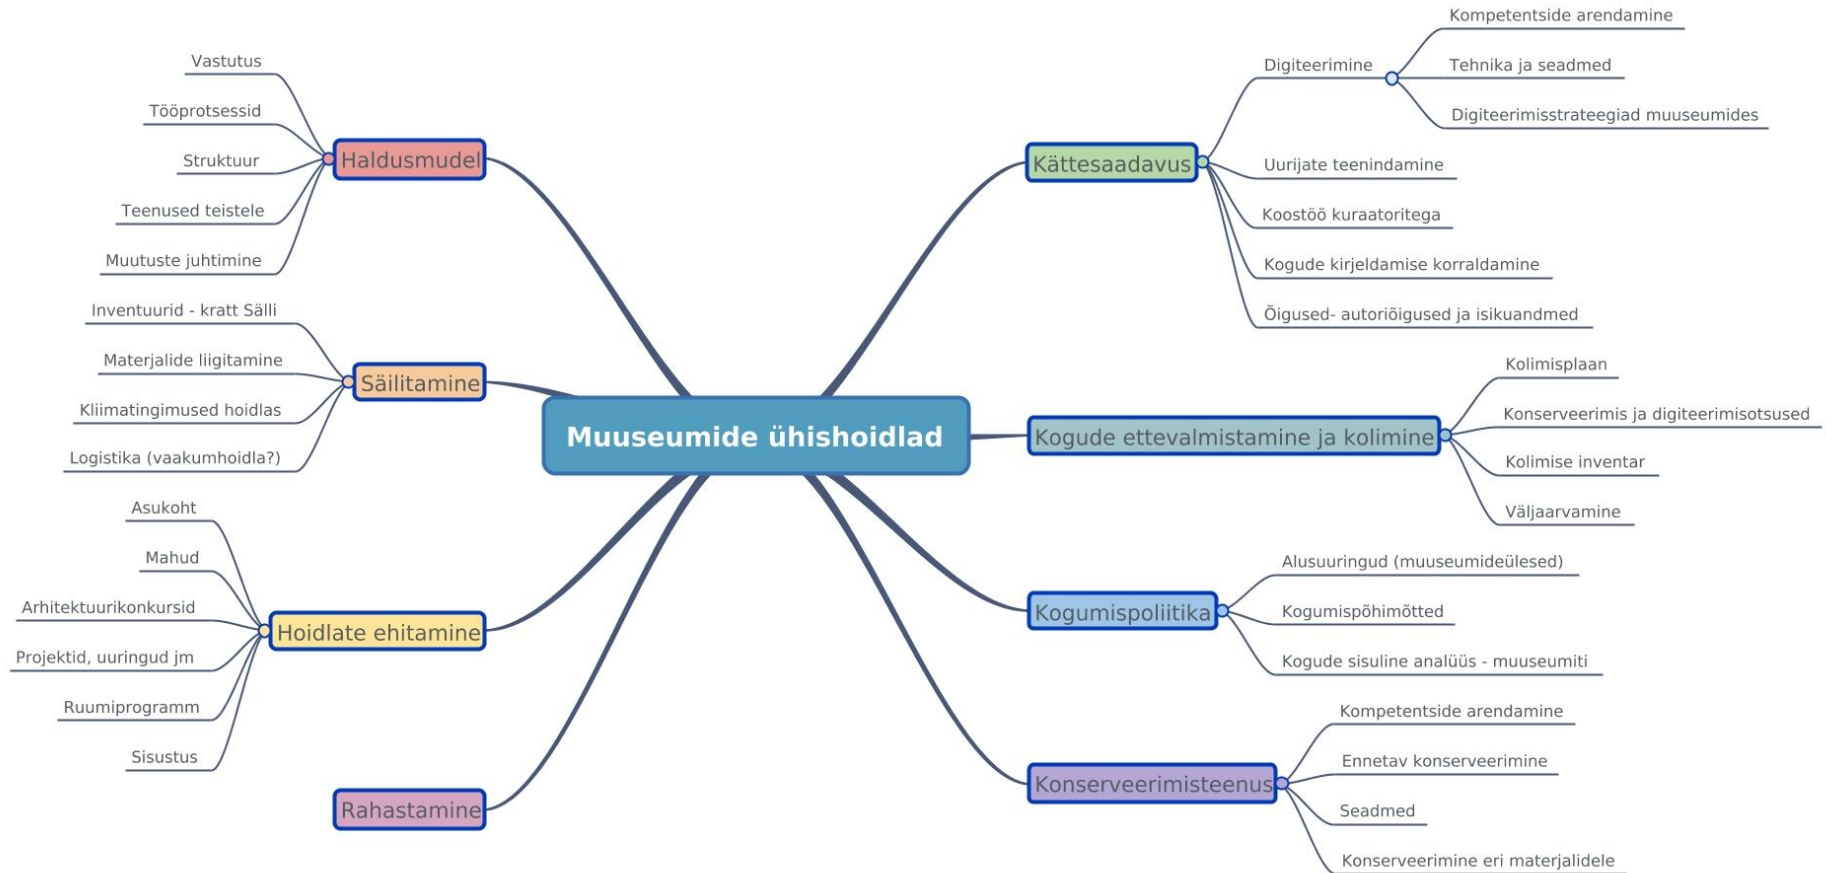 Muuseumide ühishoidlad
Haldusmudel
Vastutus
Tööprotsessid
Struktuur
Teenused teistele
Muutuste juhtimine
Säilitamine
Inventuurid - kratt Sälli
Materjalide liigitamine
Kliimatingimused hoidlas
Logistika (vaakumhoidla?)
Hoidlate ehitamine
Asukoht
Mahud
Arhitektuurikonkursid
Projektid, uuringud jm
Ruumiprogramm
Sisustus
Rahastamine
Kättesaadavus
Digiteerimine
Kompetentside arendamine
Tehnika ja seadmed
Digiteerimisstrateegiad muuseumides
Uurijate teenindamine
Koostöö kuraatoritega
Kogude kirjeldamise korraldamine
Õigused- autoriõigused ja isikuandmed
Kogude ettevalmistamine ja kolimine
Kolimisplaan
Konserveerimis ja digiteerimisotsused
Kolimise inventar
Väljaarvamine
Kogumispoliitika
Alusuuringud (muuseumideülesed)
Kogumispõhimõtted
Kogude sisuline analüüs - muuseumiti
Konserveerimisteenus
Kompetentside arendamine
Ennetav konserveerimine
Seadmed
Konserveerimine eri materjalidele